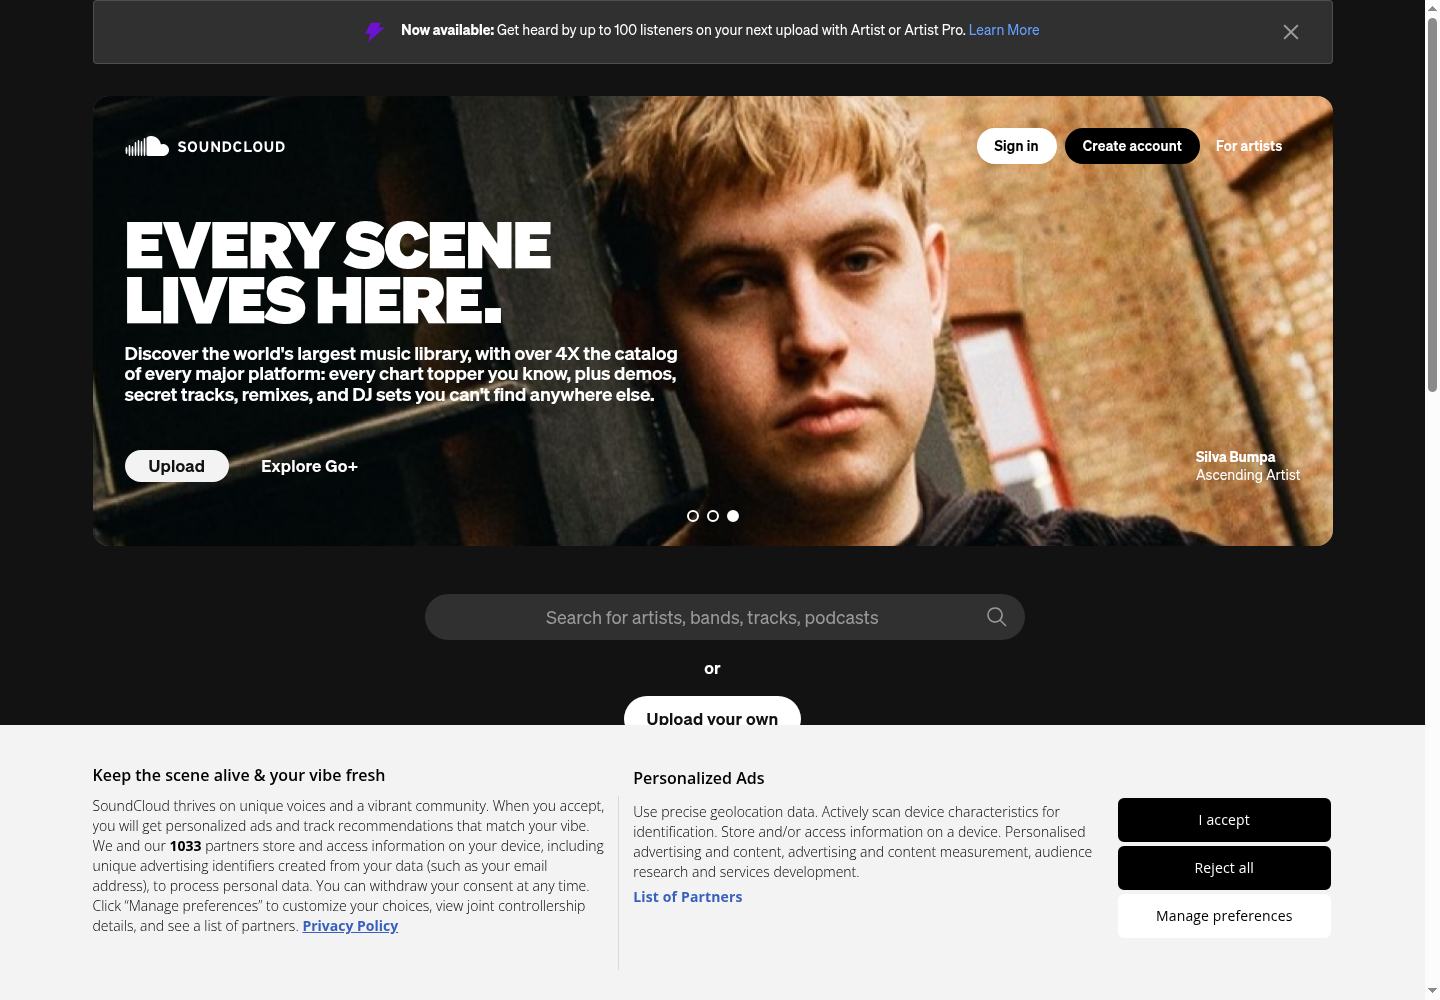 Now available: Get heard by up to 100 listeners on your next upload with Artist or Artist Pro. Learn More
SOUNDCLOUD
Sign in
Create account
For artists
EVERY SCENE
LIVES HERE.
Discover the world's largest music library, with over 4X the catalog
of every major platform: every chart topper you know, plus demos,
secret tracks, remixes, and DJ sets you can't find anywhere else.
Upload
Explore Go+
Silva Bumpa
Ascending Artist
Search for artists, bands, tracks, podcasts
or
Upload your own
Keep the scene alive & your vibe fresh
SoundCloud thrives on unique voices and a vibrant community. When you accept,
you will get personalized ads and track recommendations that match your vibe.
We and our 1033 partners store and access information on your device, including
unique advertising identifiers created from your data (such as your email
address), to process personal data. You can withdraw your consent at any time.
Click “Manage preferences” to customize your choices, view joint controllership
details, and see a list of partners. Privacy Policy
Personalized Ads
Use precise geolocation data. Actively scan device characteristics for
identification. Store and/or access information on a device. Personalised
advertising and content, advertising and content measurement, audience
research and services development.
List of Partners
I accept
Reject all
Manage preferences